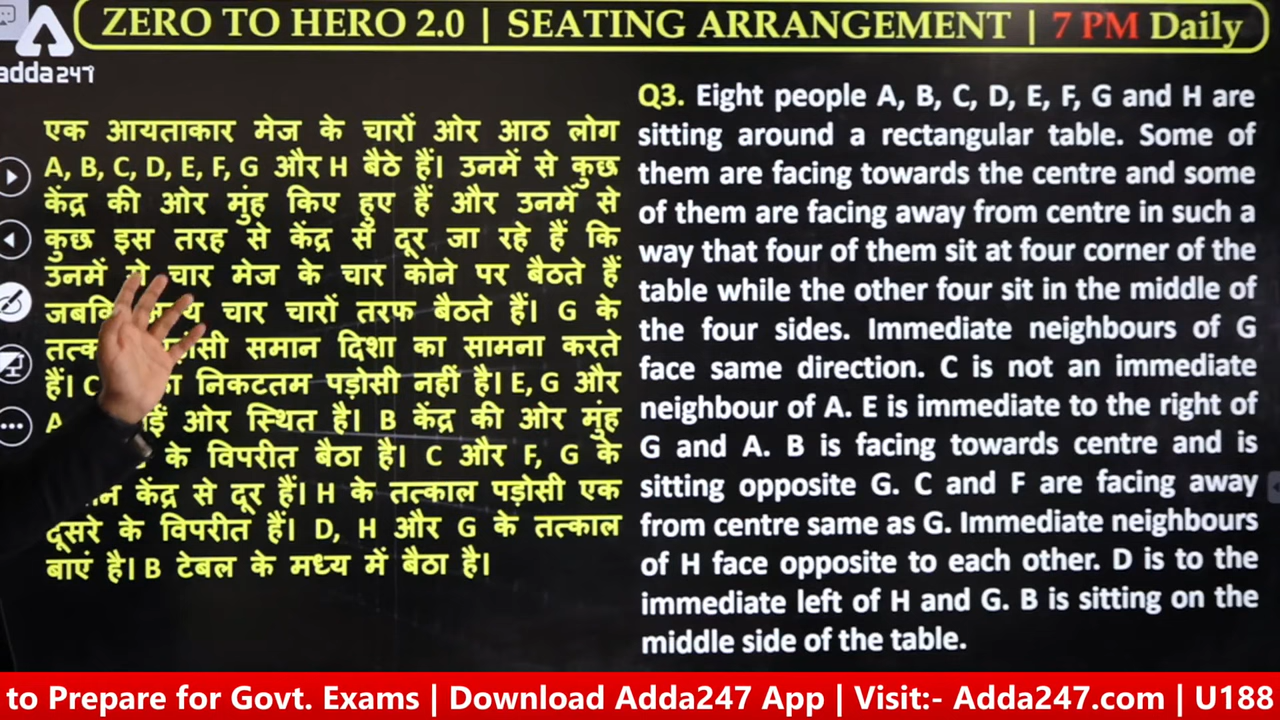 ZERO TO HERO 2.0 | SEATING ARRANGEMENT | 7 PM Daily
adda247
एक आयताकार मेज के चारों ओर आठ लोग
A, B, C, D, E, F, G और H बैठे हैं। उनमें से कुछ
केंद्र की ओर मुंह किए हुए हैं और उनमें से
कुछ इस तरह से केंद्र से दूर जा रहे हैं कि
उनमें से चार मेज के चार कोने पर बैठते हैं
चार चारों तरफ बैठते हैं। G के
समान दिशा का सामना करते
हैं। C निकटतम पड़ोसी नहीं है। E, G और
A ओर स्थित है। B केंद्र की ओर मुंह
के विपरीत बैठा है। C और F, G के
केंद्र से दूर हैं। H के तत्काल पड़ोसी एक
दूसरे के विपरीत हैं। D, H और G के तत्काल
बाएं है। B टेबल के मध्य में बैठा है।
Q3. Eight people A, B, C, D, E, F, G and H are
sitting around a rectangular table. Some of
them are facing towards the centre and some
of them are facing away from centre in such a
way that four of them sit at four corner of the
table while the other four sit in the middle of
the four sides. Immediate neighbours of G
face same direction. C is not an immediate
neighbour of A. E is immediate to the right of
G and A. B is facing towards centre and is
sitting opposite G. C and F are facing away
from centre same as G. Immediate neighbours
of H face opposite to each other. D is to the
immediate left of H and G. B is sitting on the
middle side of the table.
to Prepare for Govt. Exams | Download Adda247 App | Visit:- Adda247.com | U188